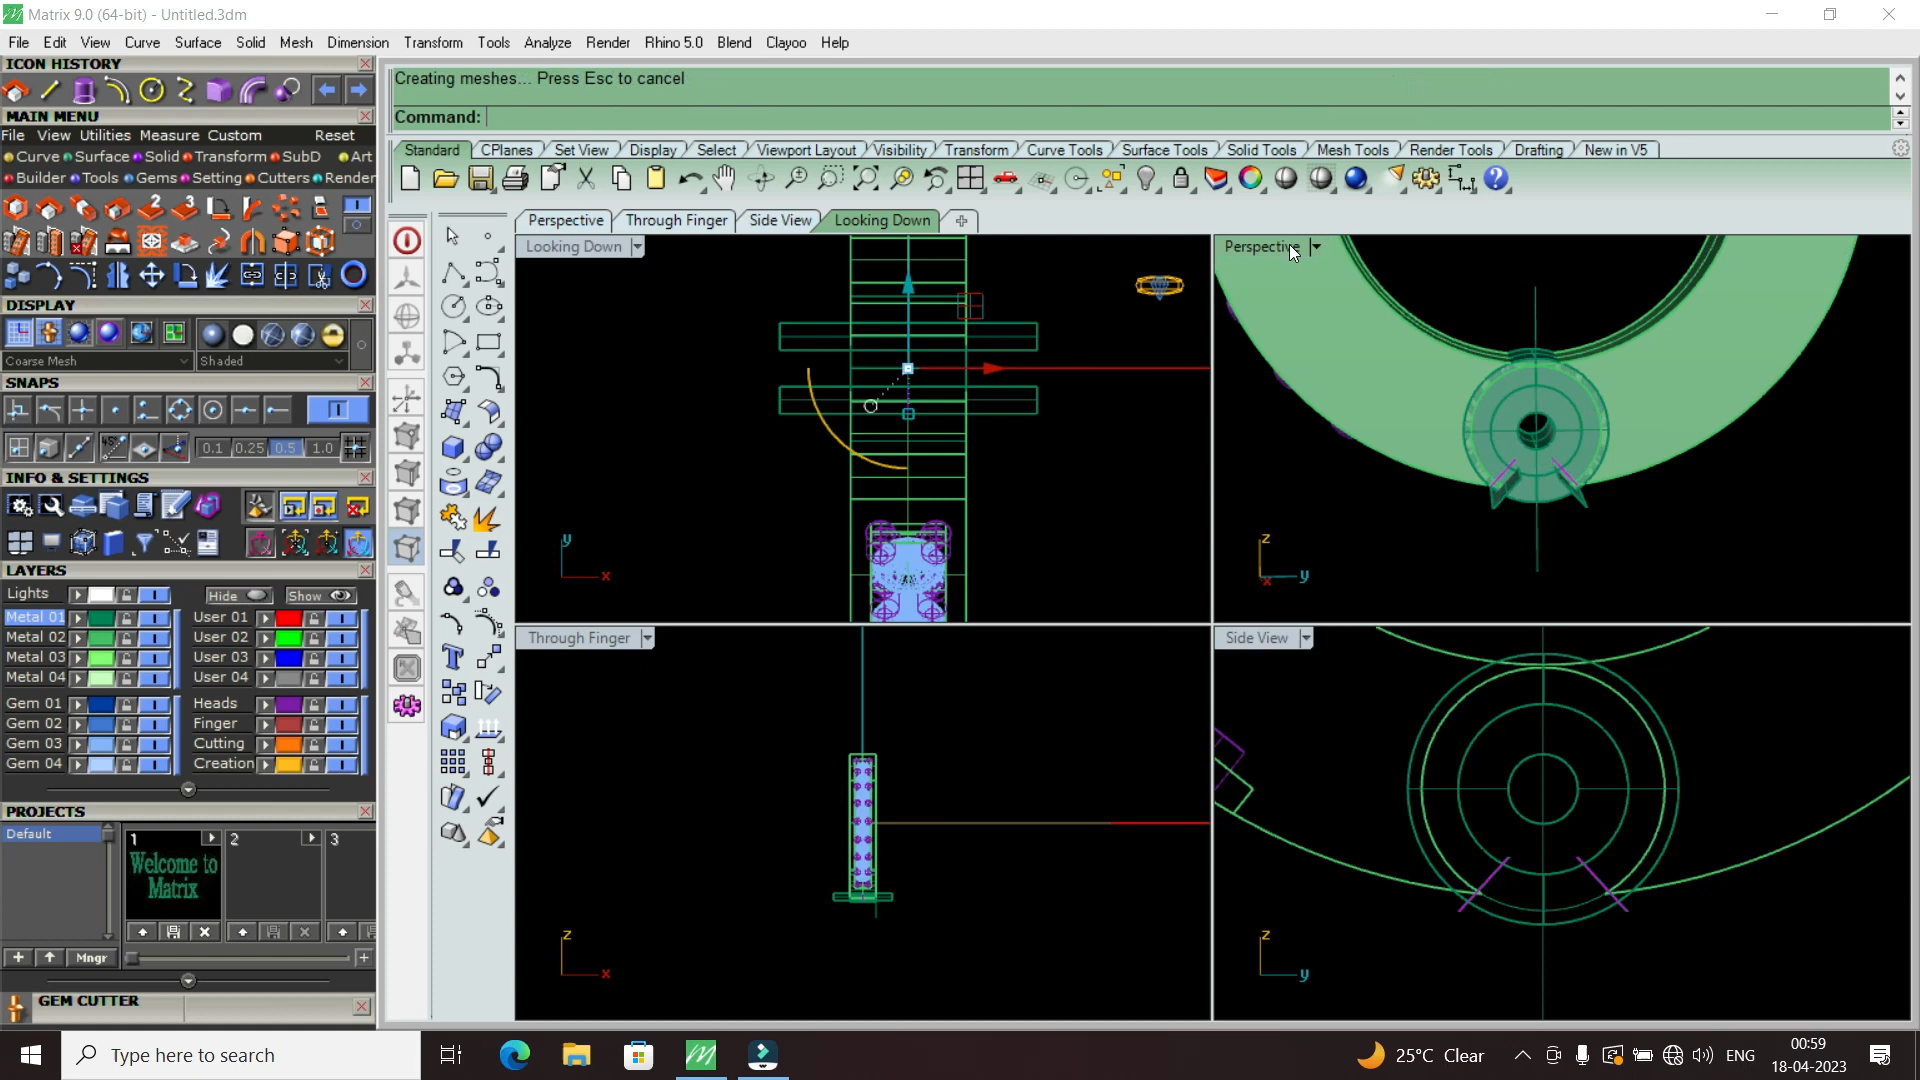 Matrix 9.0 (64-bit) - Untitled.3dm
File Edit View Curve Surface Solid Mesh Dimension Transform Tools Analyze Render Rhino 5.0 Blend Clayoo Help
ICON HISTORY
MAIN MENU
File View Utilities Measure Custom Reset
Curve Surface Solid Transform SubD Art
Builder Tools Gems Setting Cutters Render
DISPLAY
Coarse Mesh Shaded
SNAPS
0.1 0.25 0.5 1.0
INFO & SETTINGS
LAYERS
Lights Hide Show
Metal 01 User 01
Metal 02 User 02
Metal 03 User 03
Metal 04 User 04
Gem 01 Heads
Gem 02 Finger
Gem 03 Cutting
Gem 04 Creation
PROJECTS
Default 1 2 3
Welcome to
Matrix
Mngr
GEM CUTTER
Creating meshes... Press Esc to cancel
Command:
Standard CPlanes Set View Display Select Viewport Layout Visibility Transform Curve Tools Surface Tools Solid Tools Mesh Tools Render Tools Drafting New in V5
Perspective Through Finger Side View Looking Down
Looking Down
y
x
Perspective
z
x y
Through Finger
z
x
Side View
z
y
Type here to search
25°C Clear
ENG
00:59
18-04-2023